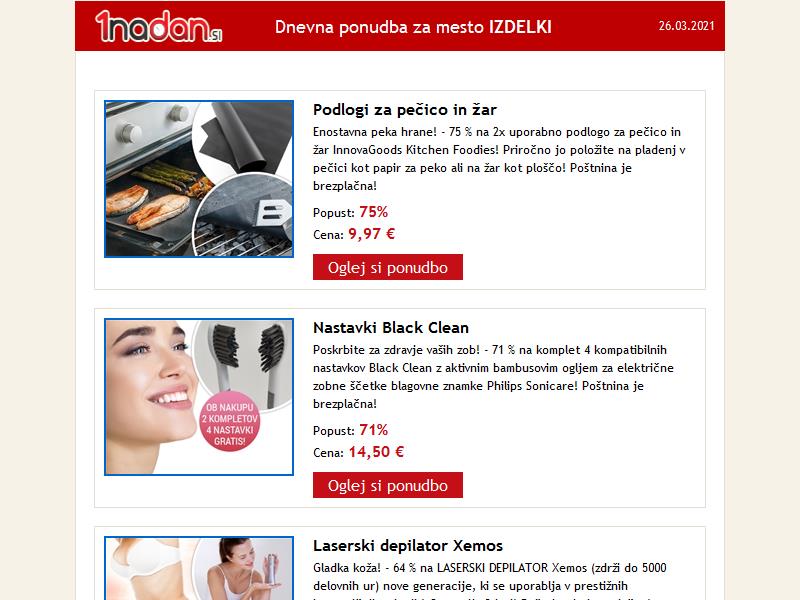 1nadan.si
Dnevna ponudba za mesto IZDELKI
26.03.2021
Podlogi za pečico in žar
Enostavna peka hrane! - 75 % na 2x uporabno podlogo za pečico in
žar InnovaGoods Kitchen Foodies! Priročno jo položite na pladenj v
pečici kot papir za peko ali na žar kot ploščo! Poštnina je
brezplačna!
Popust: 75%
Cena: 9,97 €
Oglej si ponudbo
OB NAKUPU
2 KOMPLETOV
4 NASTAVKI
GRATIS!
Nastavki Black Clean
Poskrbite za zdravje vaših zob! - 71 % na komplet 4 kompatibilnih
nastavkov Black Clean z aktivnim bambusovim ogljem za električne
zobne ščetke blagovne znamke Philips Sonicare! Poštnina je
brezplačna!
Popust: 71%
Cena: 14,50 €
Oglej si ponudbo
Laserski depilator Xemos
Gladka koža! - 64 % na LASERSKI DEPILATOR Xemos (zdrži do 5000
delovnih ur) nove generacije, ki se uporablja v prestižnih